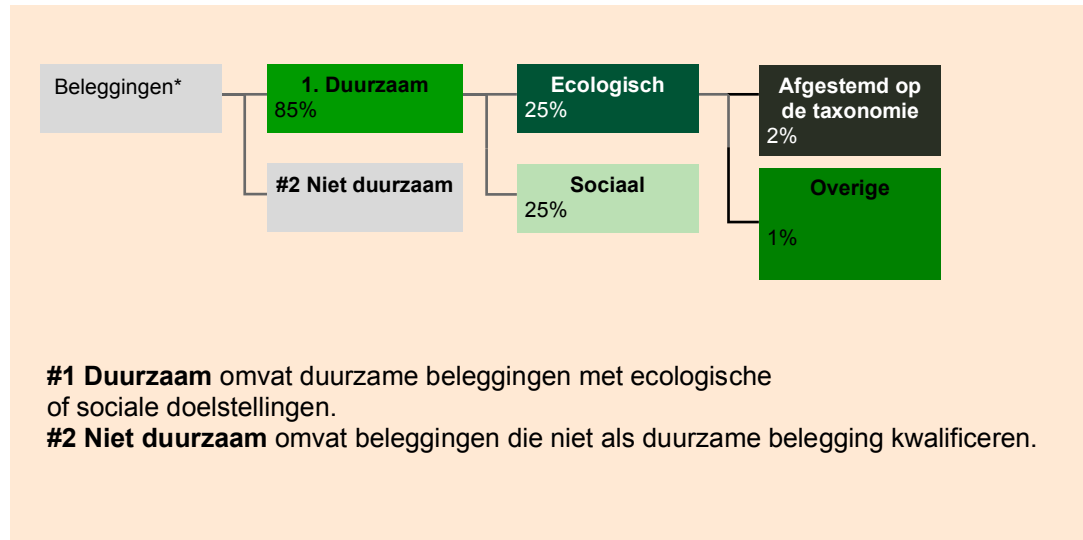 Beleggingen*
1. Duurzaam
85%
#2 Niet duurzaam
Ecologisch
25%
Sociaal
25%
Afgestemd op
de taxonomie
2%
Overige
1%
#1 Duurzaam omvat duurzame beleggingen met ecologische
of sociale doelstellingen.
#2 Niet duurzaam omvat beleggingen die niet als duurzame belegging kwalificeren.